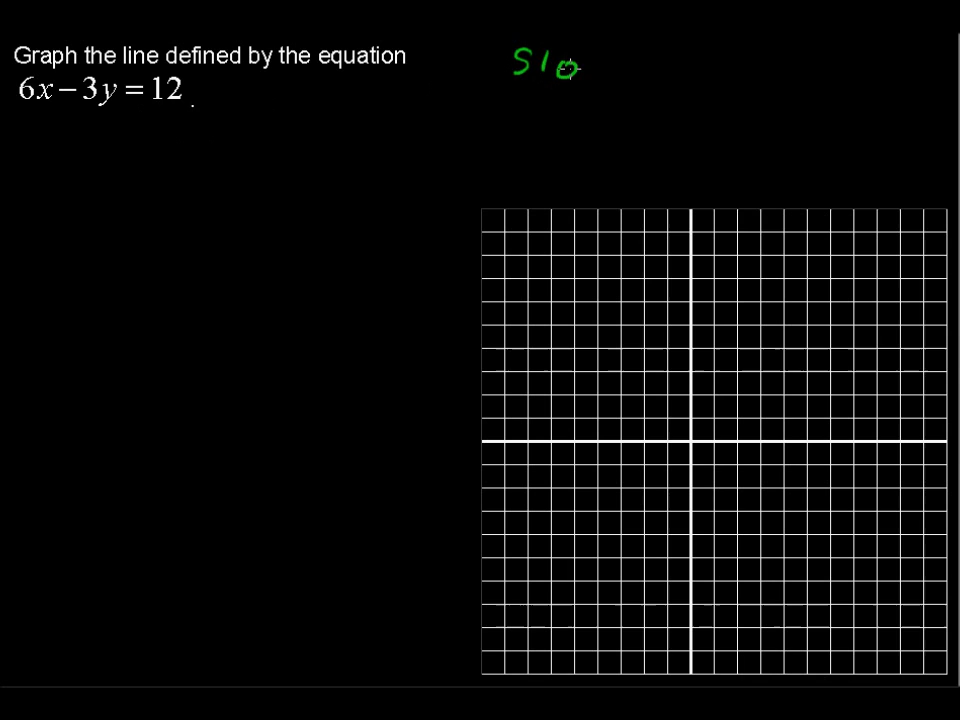 Graph the line defined by the equation
6x − 3y = 12 .
slo